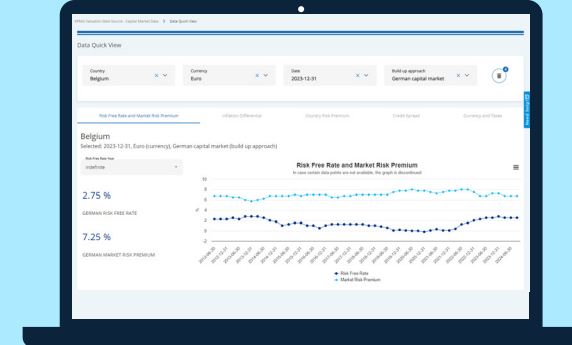 KPMG Valuation Data Source - Capital Market Data > Data Quick View
Data Quick View
Country
Belgium
Currency
Euro
Date
2023-12-31
Build up approach
German capital market
Need help?
Risk Free Rate and Market Risk Premium
Inflation Differential
Country Risk Premium
Credit Spread
Currency and Taxes
Belgium
Selected: 2023-12-31, Euro (currency), German capital market (build up approach)
Risk Free Rate Year
indefinite
2.75 %
GERMAN RISK FREE RATE
7.25 %
GERMAN MARKET RISK PREMIUM
Risk Free Rate and Market Risk Premium
In case certain data points are not available, the graph is discontinued.
%
10
8
6
4
2
0
-2
Risk Free Rate
Market Risk Premium